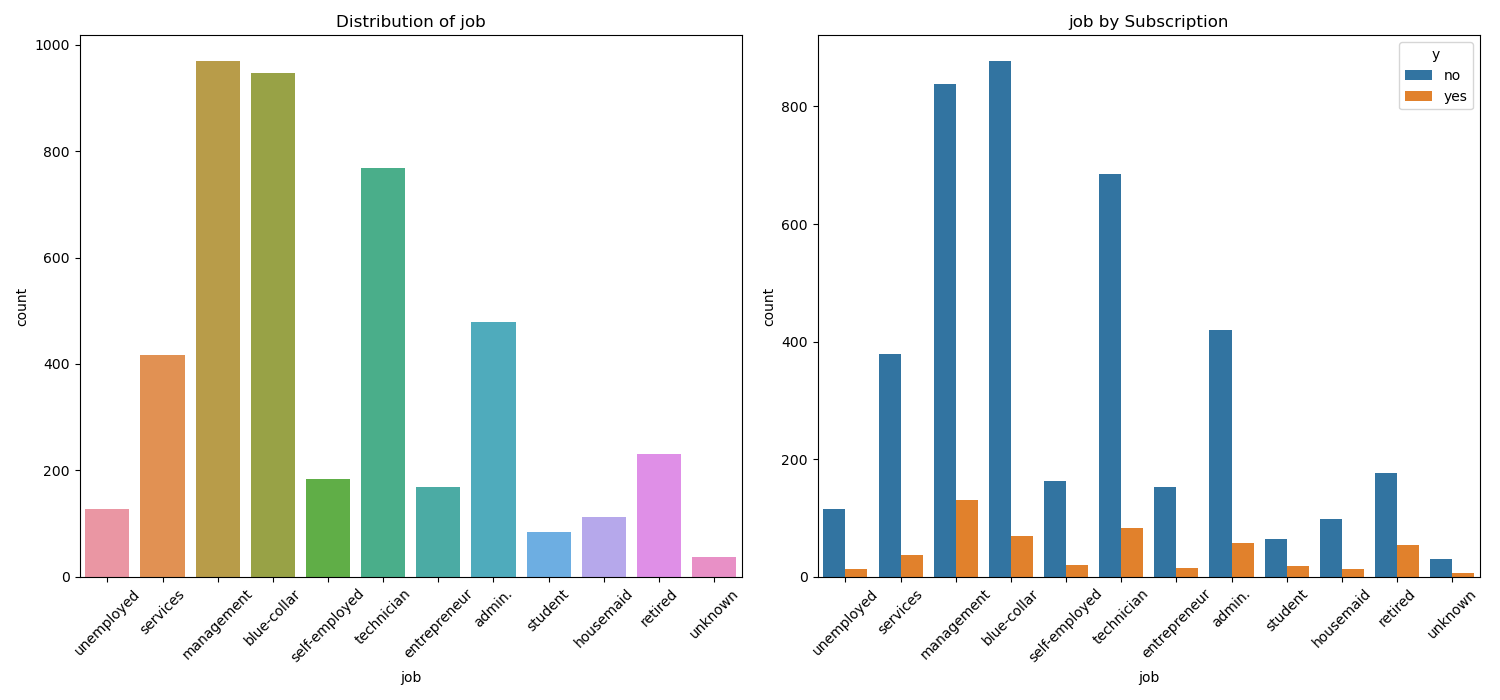 Distribution of job
1000
800
600
400
200
0
count
unemployed
services
management
blue-collar
self-employed
technician
entrepreneur
admin.
student
housemaid
retired
unknown
job
job by Subscription
y
no
yes
800
600
400
200
0
count
unemployed
services
management
blue-collar
self-employed
technician
entrepreneur
admin.
student
housemaid
retired
unknown
job